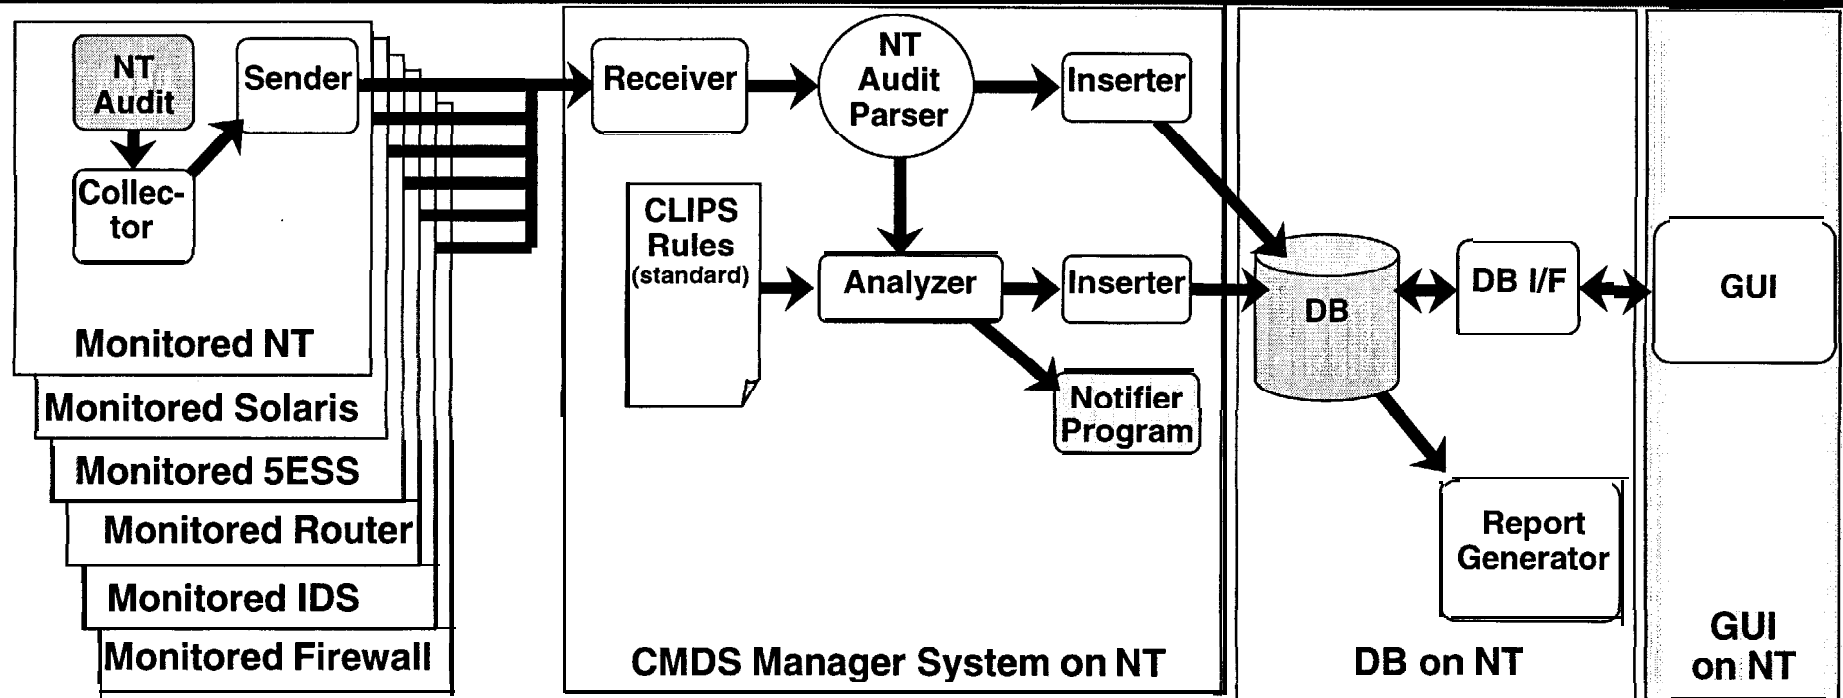 NT
Audit
Sender
Collec-
tor
Monitored NT
Monitored Solaris
Monitored 5ESS
Monitored Router
Monitored IDS
Monitored Firewall
Receiver
NT
Audit
Parser
Inserter
CLIPS
Rules
(standard)
Analyzer
Inserter
Notifier
Program
CMDS Manager System on NT
DB
DB I/F
Report
Generator
DB on NT
GUI
GUI
on NT